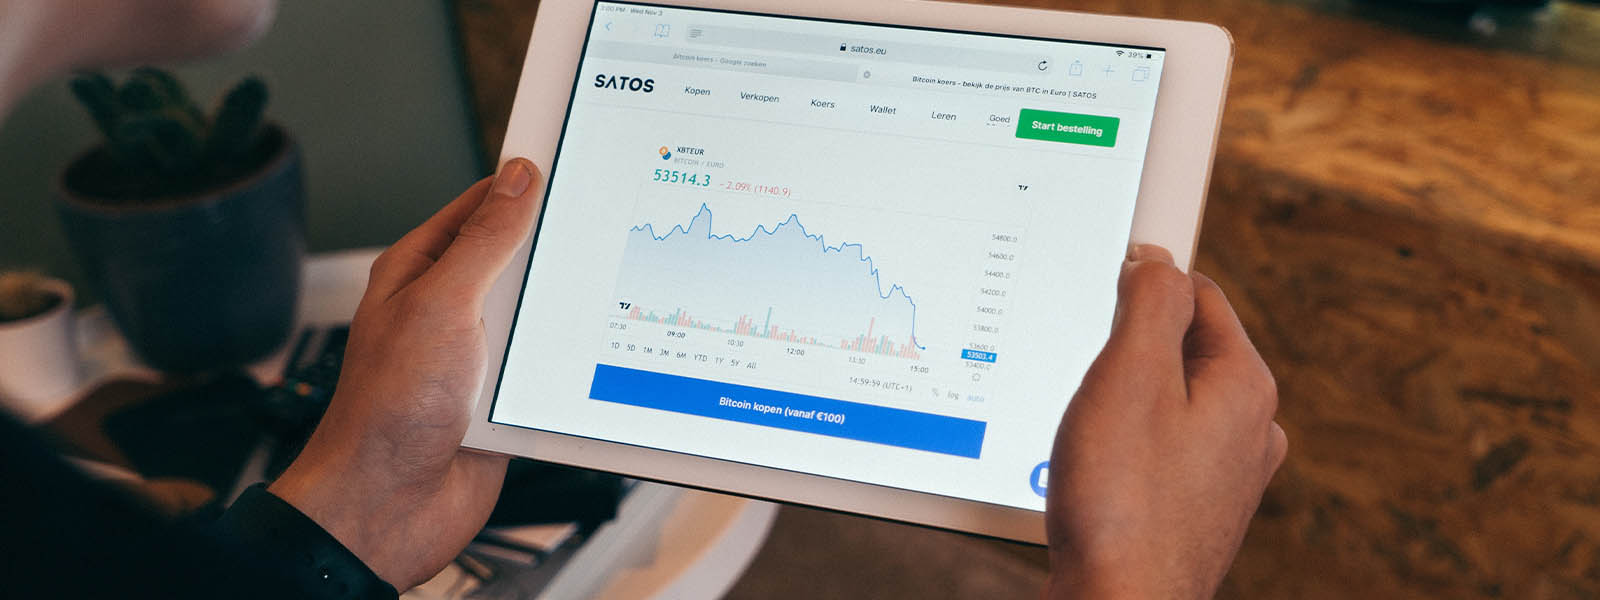 3:00 PM Wed Nov 3
39%
satos.eu
Bitcoin koers - Google zoeken
Bitcoin koers – bekijk de prijs van BTC in Euro | SATOS
SATOS
Kopen Verkopen Koers Wallet Leren Goed
Start bestelling
XBTEUR
BITCOIN / EURO
53514.3 −2.09% (1140.9)
54800.0
54600.0
54400.0
54200.0
54000.0
53800.0
53600.0
53503.4
53400.0
07:30 09:00 10:30 12:00 13:30 15:00
1D 5D 1M 3M 6M YTD 1Y 5Y All
14:59:59 (UTC+1) % log auto
Bitcoin kopen (vanaf €100)